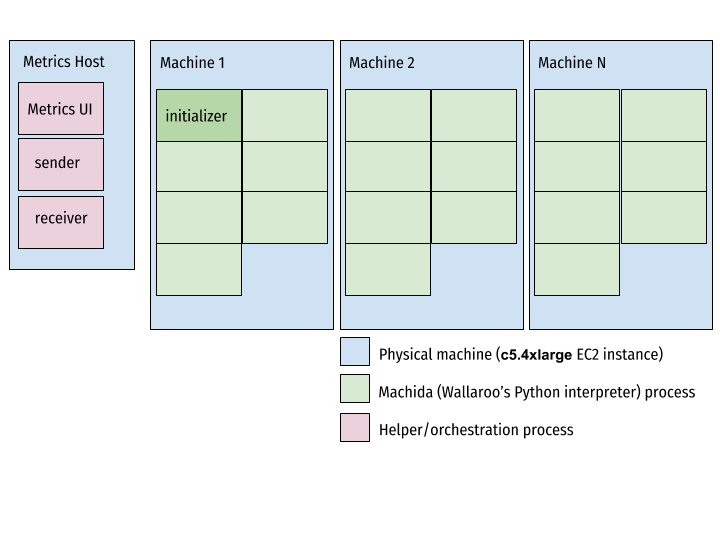 Metrics Host
Metrics UI
sender
receiver
Machine 1
initializer
Machine 2
Machine N
Physical machine (c5.4xlarge EC2 instance)
Machida (Wallaroo’s Python interpreter) process
Helper/orchestration process